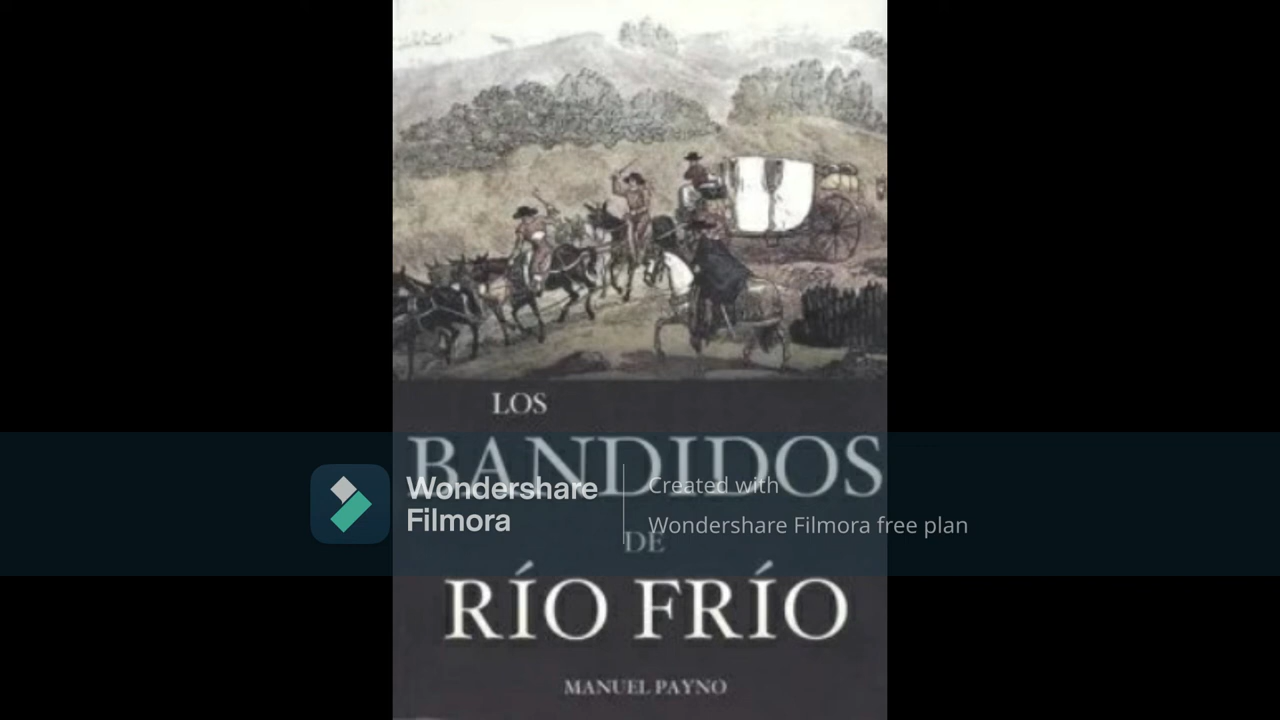 LOS
BANDIDOS
Wondershare
Filmora
Created with
Wondershare Filmora free plan
DE
RÍO FRÍO
MANUEL PAYNO